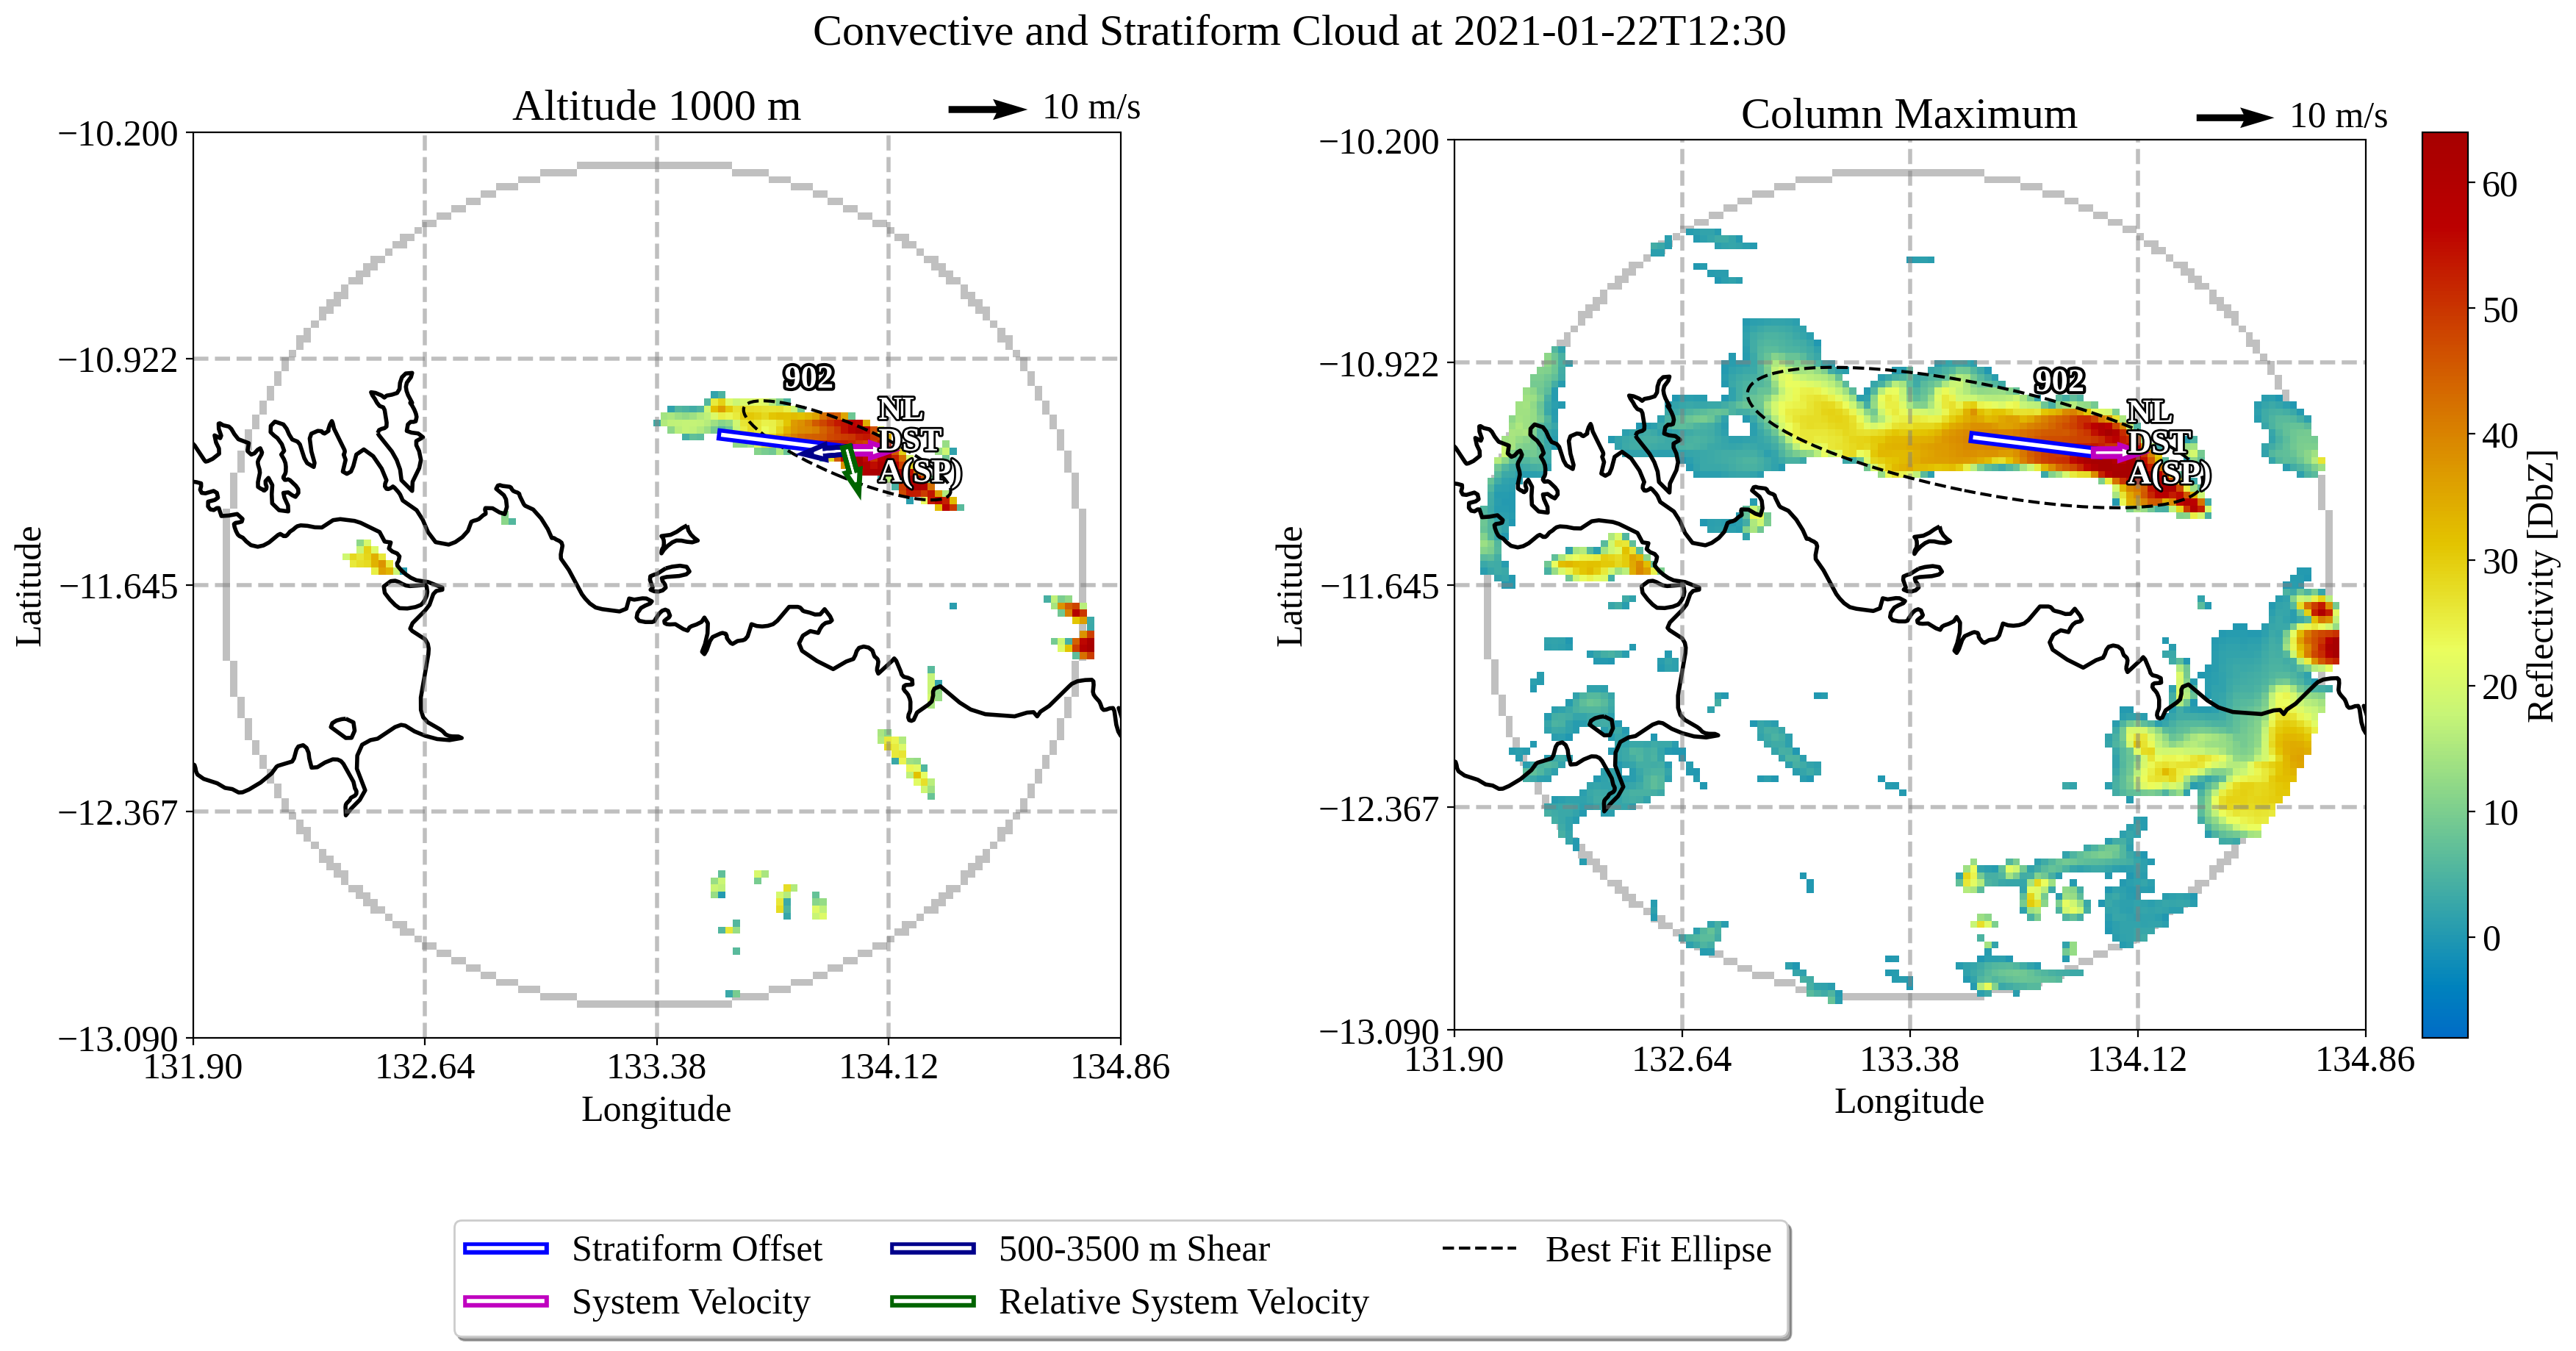 Convective and Stratiform Cloud at 2021-01-22T12:30
Altitude 1000 m
10 m/s
−10.200
−10.922
−11.645
−12.367
−13.090
Latitude
131.90
132.64
133.38
134.12
134.86
Longitude
902
NL
DST
A(SP)
Column Maximum
10 m/s
−10.200
−10.922
−11.645
−12.367
−13.090
Latitude
131.90
132.64
133.38
134.12
134.86
Longitude
902
NL
DST
A(SP)
60
50
40
30
20
10
0
Reflectivity [DbZ]
Stratiform Offset
System Velocity
500-3500 m Shear
Relative System Velocity
Best Fit Ellipse